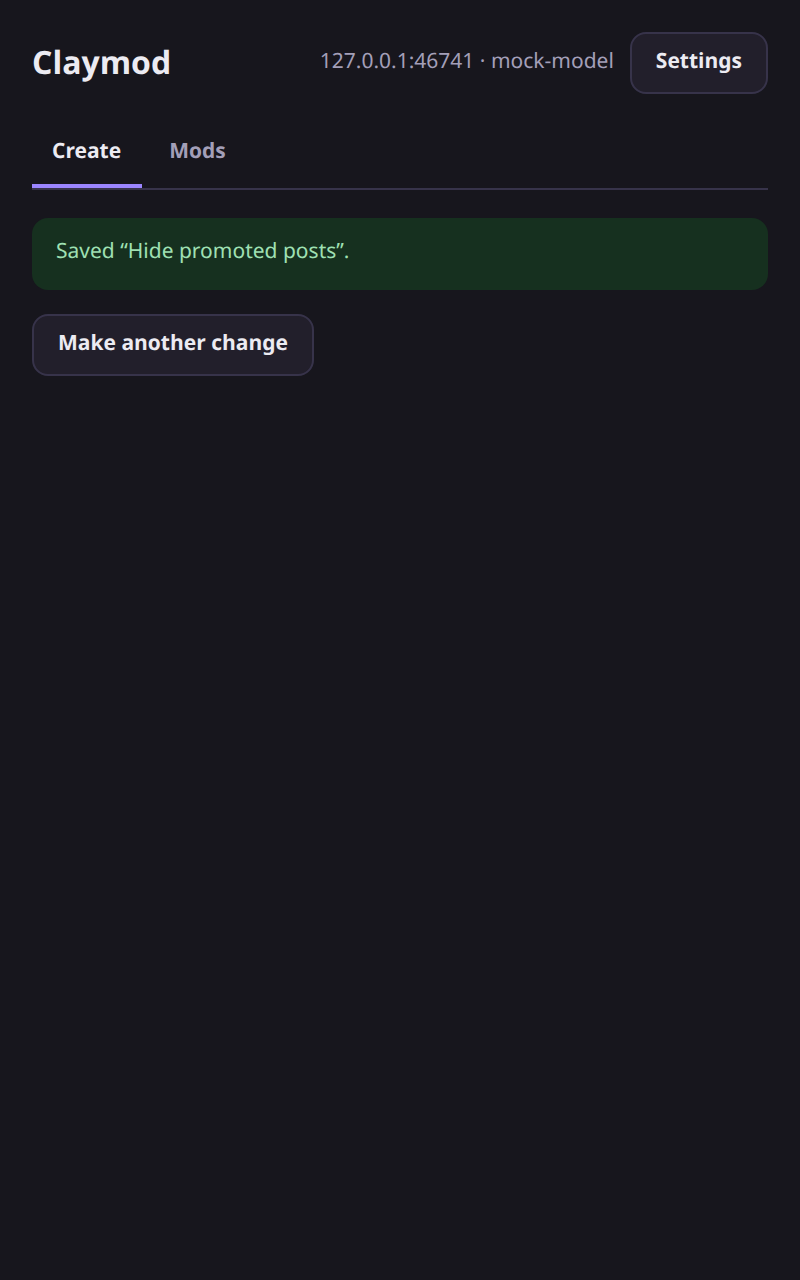 Claymod
127.0.0.1:46741 · mock-model
Settings
Create
Mods
Saved “Hide promoted posts”.
Make another change